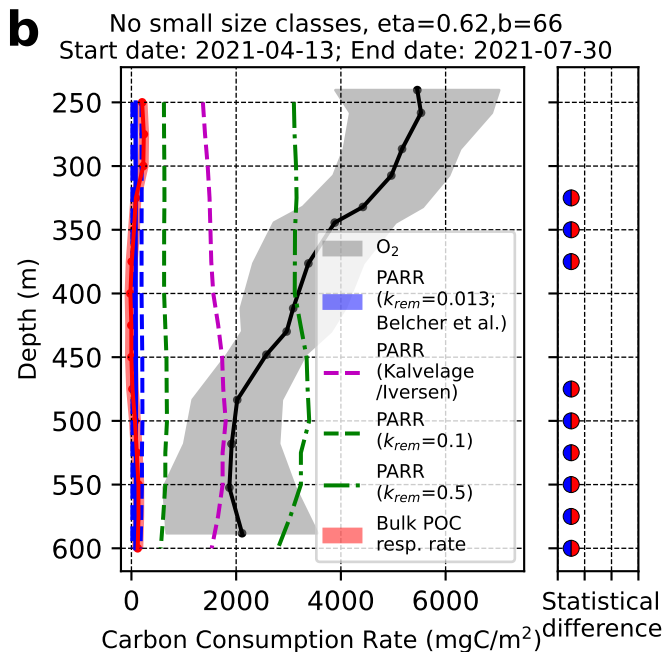 b
No small size classes, eta=0.62,b=66
Start date: 2021-04-13; End date: 2021-07-30
250
300
350
400
450
500
550
600
Depth (m)
O₂
PARR
(kᵣₑₘ=0.013;
Belcher et al.)
PARR
(Kalvelage
/Iversen)
PARR
(kᵣₑₘ=0.1)
PARR
(kᵣₑₘ=0.5)
Bulk POC
resp. rate
0 2000 4000 6000
Carbon Consumption Rate (mgC/m²)
Statistical
difference